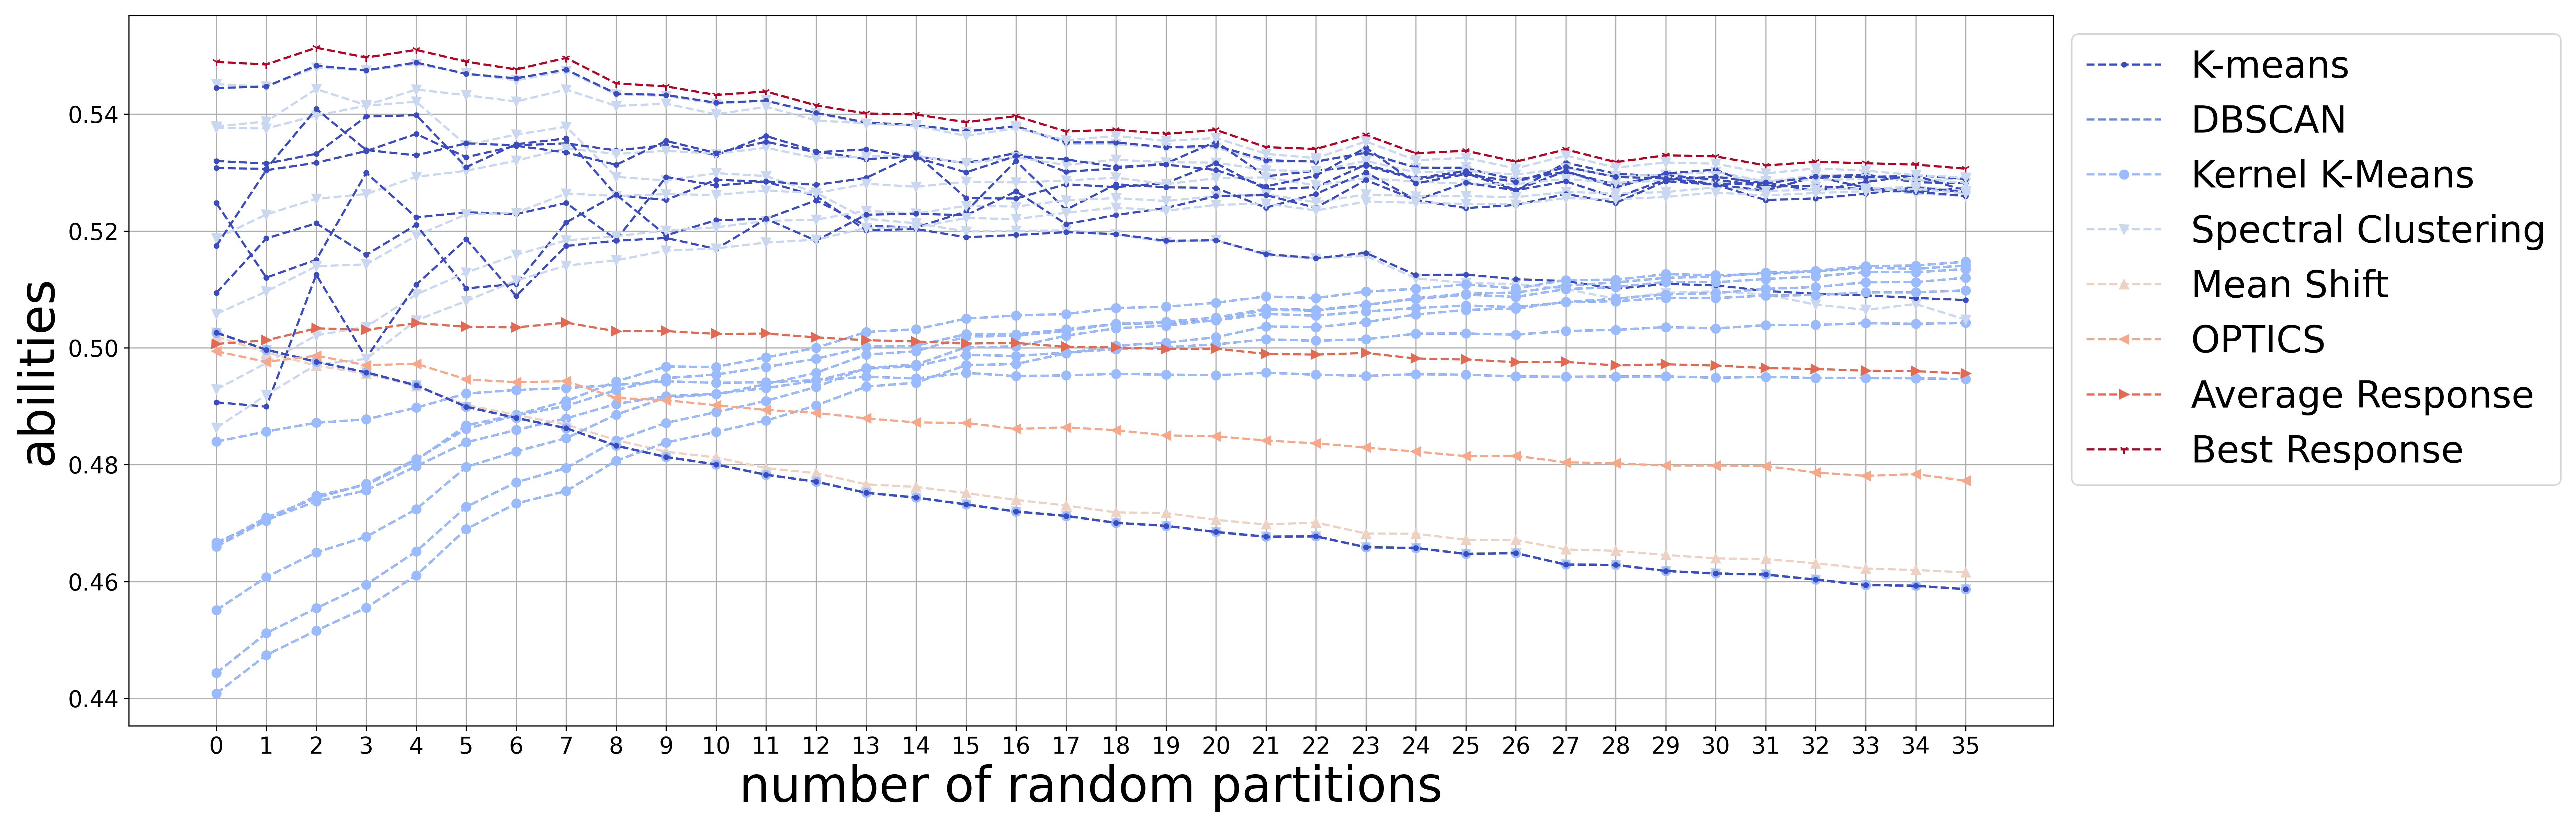 abilities
0.54
0.52
0.50
0.48
0.46
0.44
0 1 2 3 4 5 6 7 8 9 10 11 12 13 14 15 16 17 18 19 20 21 22 23 24 25 26 27 28 29 30 31 32 33 34 35
number of random partitions
K-means
DBSCAN
Kernel K-Means
Spectral Clustering
Mean Shift
OPTICS
Average Response
Best Response